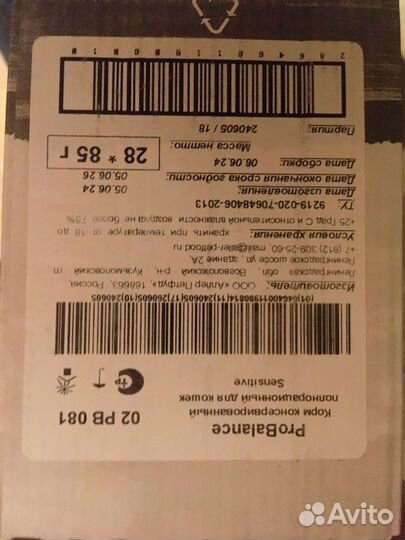 ProBalance
Корм консервированный
полнорационный для кошек
Sensitive
02 PB 081
Изготовитель:
ООО «Аллер Петфуд» 188663, Россия,
Ленинградская обл., Всеволожский р-н, гп Кузьмоловский
Ленинградское шоссе ул., здание 2А
+7 (812) 309-25-60, mail@aller-petfood.ru
Условия хранения: хранить при температуре от -18 до
+25 Град.С и относительной влажности воздуха не более 75%
ТУ: 9219-020-70648406-2013
Дата изготовления: 05.06.24
Дата окончания срока годности: 05.06.26
Дата сборки: 06.06.24
Масса нетто: 28 * 85 г
Партия: 240605 / 18
Avito